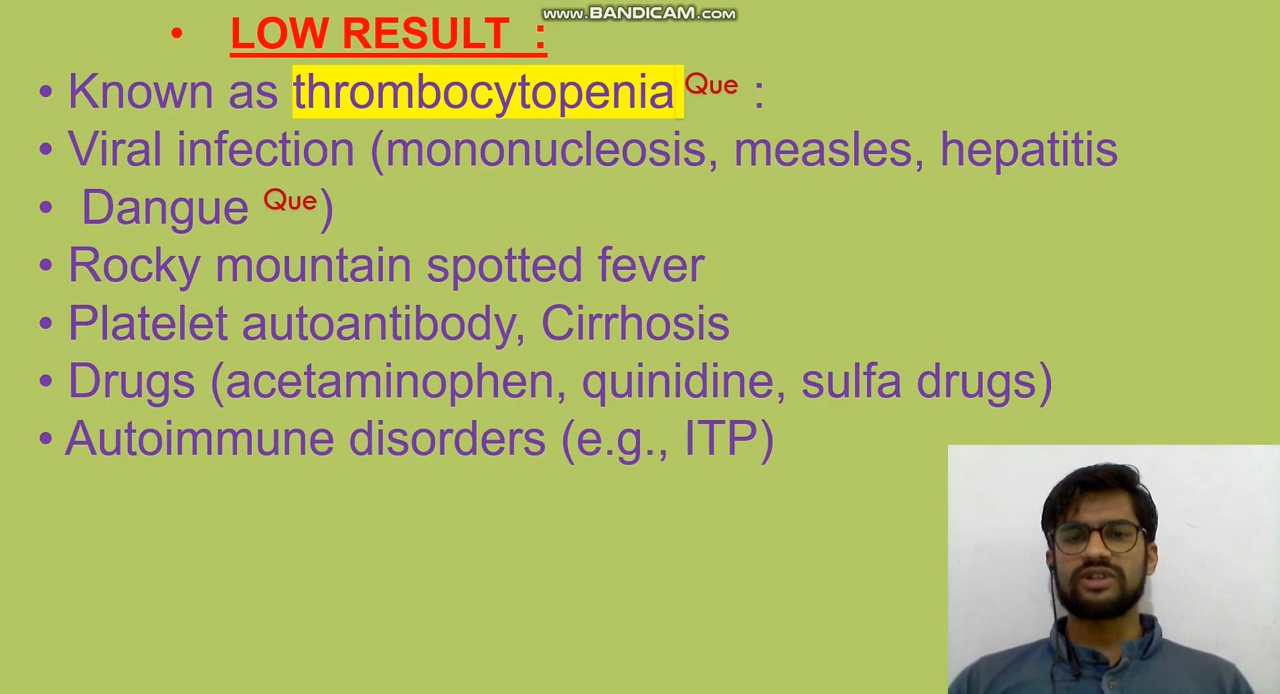 www.BANDICAM.com
• LOW RESULT :
• Known as thrombocytopenia Que :
• Viral infection (mononucleosis, measles, hepatitis
• Dangue Que)
• Rocky mountain spotted fever
• Platelet autoantibody, Cirrhosis
• Drugs (acetaminophen, quinidine, sulfa drugs)
• Autoimmune disorders (e.g., ITP)